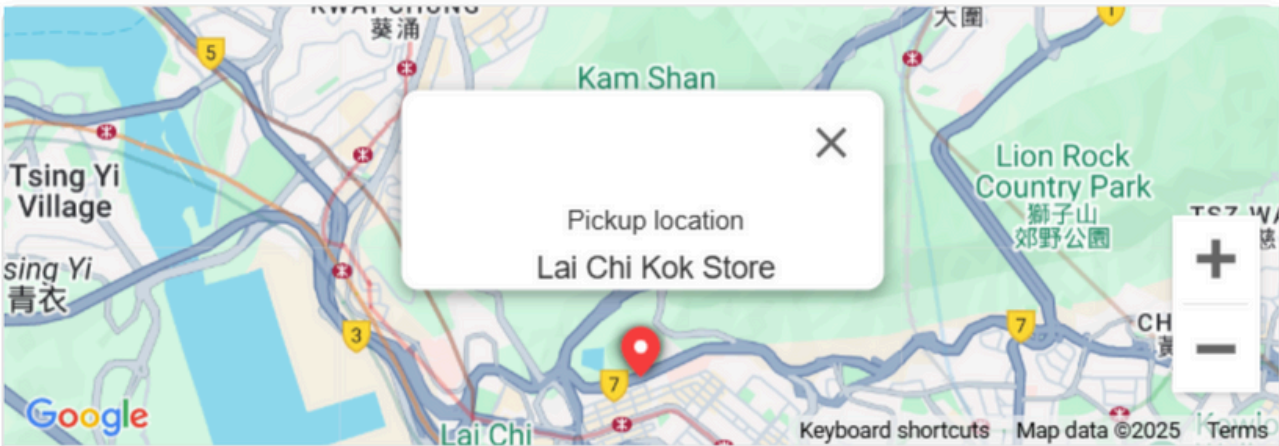 葵涌
大圍
1
5
Kam Shan
Tsing Yi
Village
Lion Rock
Country Park
獅子山
郊野公園
Pickup location
Lai Chi Kok Store
sing Yi
青衣
3
7
7
CH
Google
Lai Chi
Keyboard shortcuts
Map data ©2025
Terms